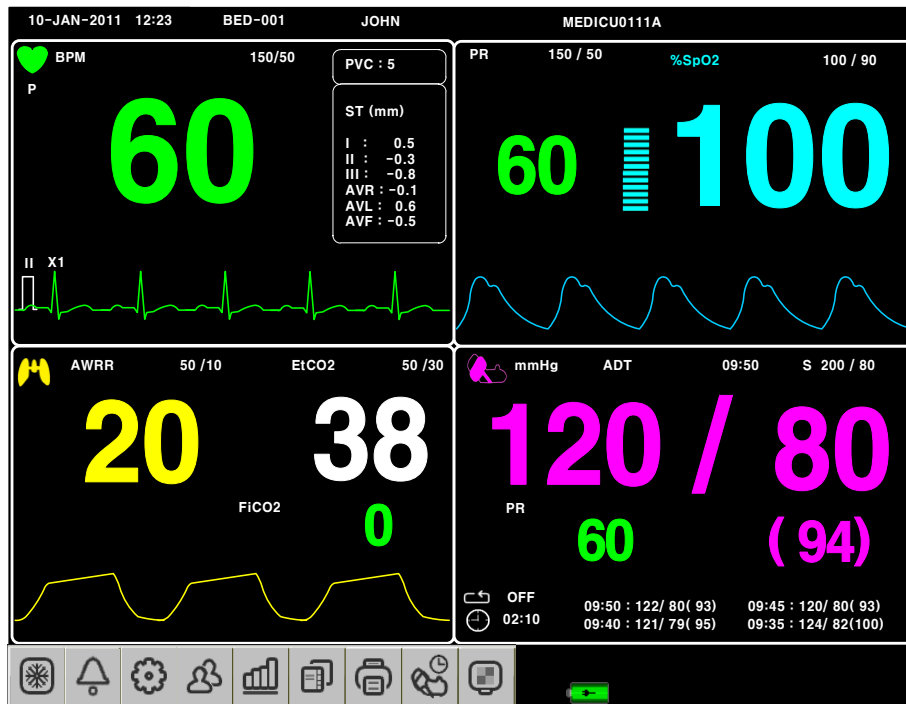 10-JAN-2011 12:23 BED-001 JOHN MEDICU0111A
BPM 150/50
P
60
PVC : 5
ST (mm)
I : 0.5
II : -0.3
III : -0.8
AVR : -0.1
AVL : 0.6
AVF : -0.5
II X1
PR 150 / 50 %SpO2 100 / 90
60 100
AWRR 50 /10 EtCO2 50 /30
20 38
FiCO2 0
mmHg ADT 09:50 S 200 / 80
120 / 80
PR
60 ( 94)
OFF
02:10
09:50 : 122/ 80( 93) 09:45 : 120/ 80( 93)
09:40 : 121/ 79( 95) 09:35 : 124/ 82(100)